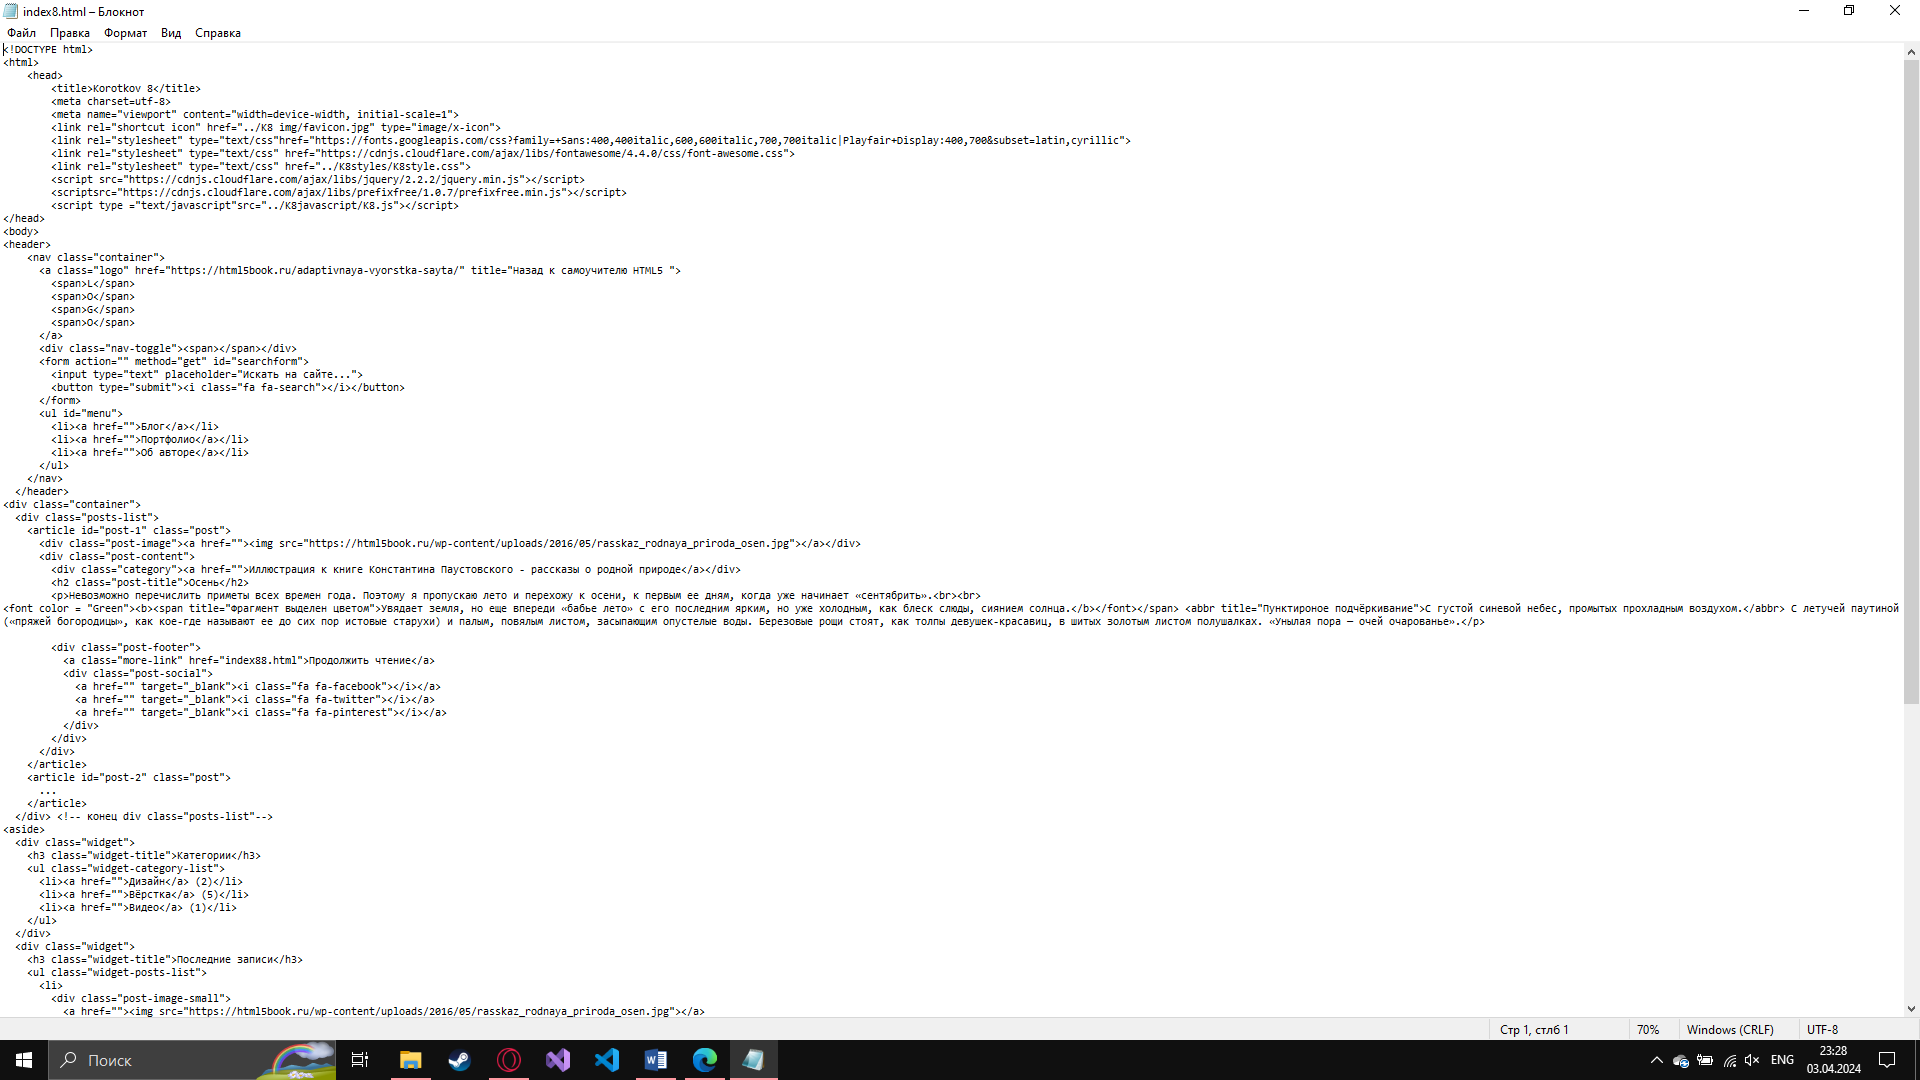 index8.html – Блокнот
Файл Правка Формат Вид Справка
<!DOCTYPE html>
<html>
    <head>
        <title>Korotkov 8</title>
        <meta charset=utf-8>
        <meta name="viewport" content="width=device-width, initial-scale=1">
        <link rel="shortcut icon" href="../K8 img/favicon.jpg" type="image/x-icon">
        <link rel="stylesheet" type="text/css"href="https://fonts.googleapis.com/css?family=+Sans:400,400italic,600,600italic,700,700italic|Playfair+Display:400,700&subset=latin,cyrillic">
        <link rel="stylesheet" type="text/css" href="https://cdnjs.cloudflare.com/ajax/libs/fontawesome/4.4.0/css/font-awesome.css">
        <link rel="stylesheet" type="text/css" href="../K8styles/K8style.css">
        <script src="https://cdnjs.cloudflare.com/ajax/libs/jquery/2.2.2/jquery.min.js"></script>
        <scriptsrc="https://cdnjs.cloudflare.com/ajax/libs/prefixfree/1.0.7/prefixfree.min.js"></script>
        <script type ="text/javascript"src="../K8javascript/K8.js"></script>
</head>
<body>
<header>
    <nav class="container">
      <a class="logo" href="https://html5book.ru/adaptivnaya-vyorstka-sayta/" title="Назад к самоучителю HTML5 ">
        <span>L</span>
        <span>O</span>
        <span>G</span>
        <span>O</span>
      </a>
      <div class="nav-toggle"><span></span></div>
      <form action="" method="get" id="searchform">
        <input type="text" placeholder="Искать на сайте...">
        <button type="submit"><i class="fa fa-search"></i></button>
      </form>
      <ul id="menu">
        <li><a href="">Блог</a></li>
        <li><a href="">Портфолио</a></li>
        <li><a href="">Об авторе</a></li>
      </ul>
    </nav>
  </header>
<div class="container">
  <div class="posts-list">
    <article id="post-1" class="post">
      <div class="post-image"><a href=""><img src="https://html5book.ru/wp-content/uploads/2016/05/rasskaz_rodnaya_priroda_osen.jpg"></a></div>
      <div class="post-content">
        <div class="category"><a href="">Иллюстрация к книге Константина Паустовского - рассказы о родной природе</a></div>
        <h2 class="post-title">Осень</h2>
        <p>Невозможно перечислить приметы всех времен года. Поэтому я пропускаю лето и перехожу к осени, к первым ее дням, когда уже начинает «сентябрить».<br><br>
<font color = "Green"><b><span title="Фрагмент выделен цветом">Увядает земля, но еще впереди «бабье лето» с его последним ярким, но уже холодным, как блеск слюды, сиянием солнца.</b></font></span> <abbr title="Пунктироное подчёркивание">С густой синевой небес, промытых прохладным воздухом.</abbr> С летучей паутиной
(«пряжей богородицы», как кое-где называют ее до сих пор истовые старухи) и палым, повялым листом, засыпающим опустелые воды. Березовые рощи стоят, как толпы девушек-красавиц, в шитых золотым листом полушалках. «Унылая пора — очей очарованье».</p>
        <div class="post-footer">
          <a class="more-link" href="index88.html">Продолжить чтение</a>
          <div class="post-social">
            <a href="" target="_blank"><i class="fa fa-facebook"></i></a>
            <a href="" target="_blank"><i class="fa fa-twitter"></i></a>
            <a href="" target="_blank"><i class="fa fa-pinterest"></i></a>
          </div>
        </div>
      </div>
    </article>
    <article id="post-2" class="post">
      ...
    </article>
  </div> <!-- конец div class="posts-list"-->
<aside>
  <div class="widget">
    <h3 class="widget-title">Категории</h3>
    <ul class="widget-category-list">
      <li><a href="">Дизайн</a> (2)</li>
      <li><a href="">Вёрстка</a> (5)</li>
      <li><a href="">Видео</a> (1)</li>
    </ul>
  </div>
  <div class="widget">
    <h3 class="widget-title">Последние записи</h3>
    <ul class="widget-posts-list">
      <li>
        <div class="post-image-small">
          <a href=""><img src="https://html5book.ru/wp-content/uploads/2016/05/rasskaz_rodnaya_priroda_osen.jpg"></a>
Стр 1, стлб 1 70% Windows (CRLF) UTF-8
Поиск
ENG
23:28
03.04.2024